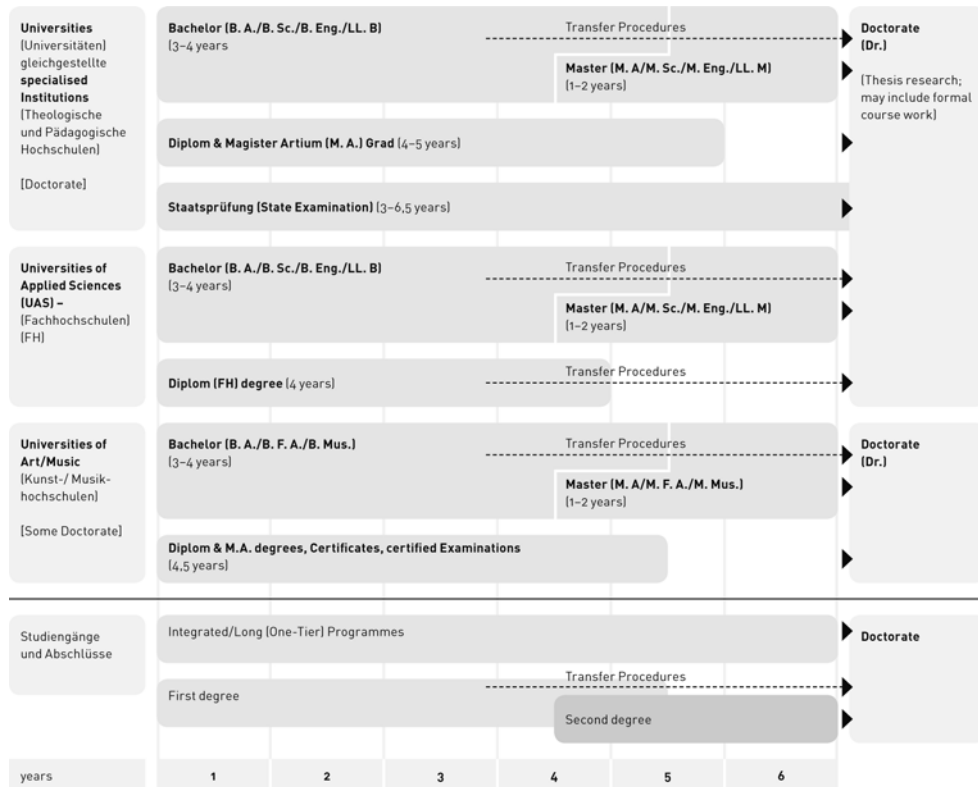 Universities
(Universitäten)
gleichgestellte
specialised
Institutions
(Theologische
und Pädagogische
Hochschulen)
[Doctorate]
Bachelor (B. A./B. Sc./B. Eng./LL. B)
(3–4 years
Transfer Procedures
Master (M. A/M. Sc./M. Eng./LL. M)
(1–2 years)
Diplom & Magister Artium (M. A.) Grad (4–5 years)
Staatsprüfung (State Examination) (3–6,5 years)
Doctorate
(Dr.)
(Thesis research;
may include formal
course work)
Universities of
Applied Sciences
(UAS) –
(Fachhochschulen)
(FH)
Bachelor (B. A./B. Sc./B. Eng./LL. B)
(3–4 years)
Transfer Procedures
Master (M. A/M. Sc./M. Eng./LL. M)
(1–2 years)
Diplom (FH) degree (4 years)
Transfer Procedures
Universities of
Art/Music
(Kunst-/ Musik-
hochschulen)
[Some Doctorate]
Bachelor (B. A./B. F. A./B. Mus.)
(3–4 years)
Transfer Procedures
Master (M. A/M. F. A./M. Mus.)
(1–2 years)
Diplom & M.A. degrees, Certificates, certified Examinations
(4,5 years)
Doctorate
(Dr.)
Studiengänge
und Abschlüsse
Integrated/Long (One-Tier) Programmes
Doctorate
Transfer Procedures
First degree
Second degree
years 1 2 3 4 5 6